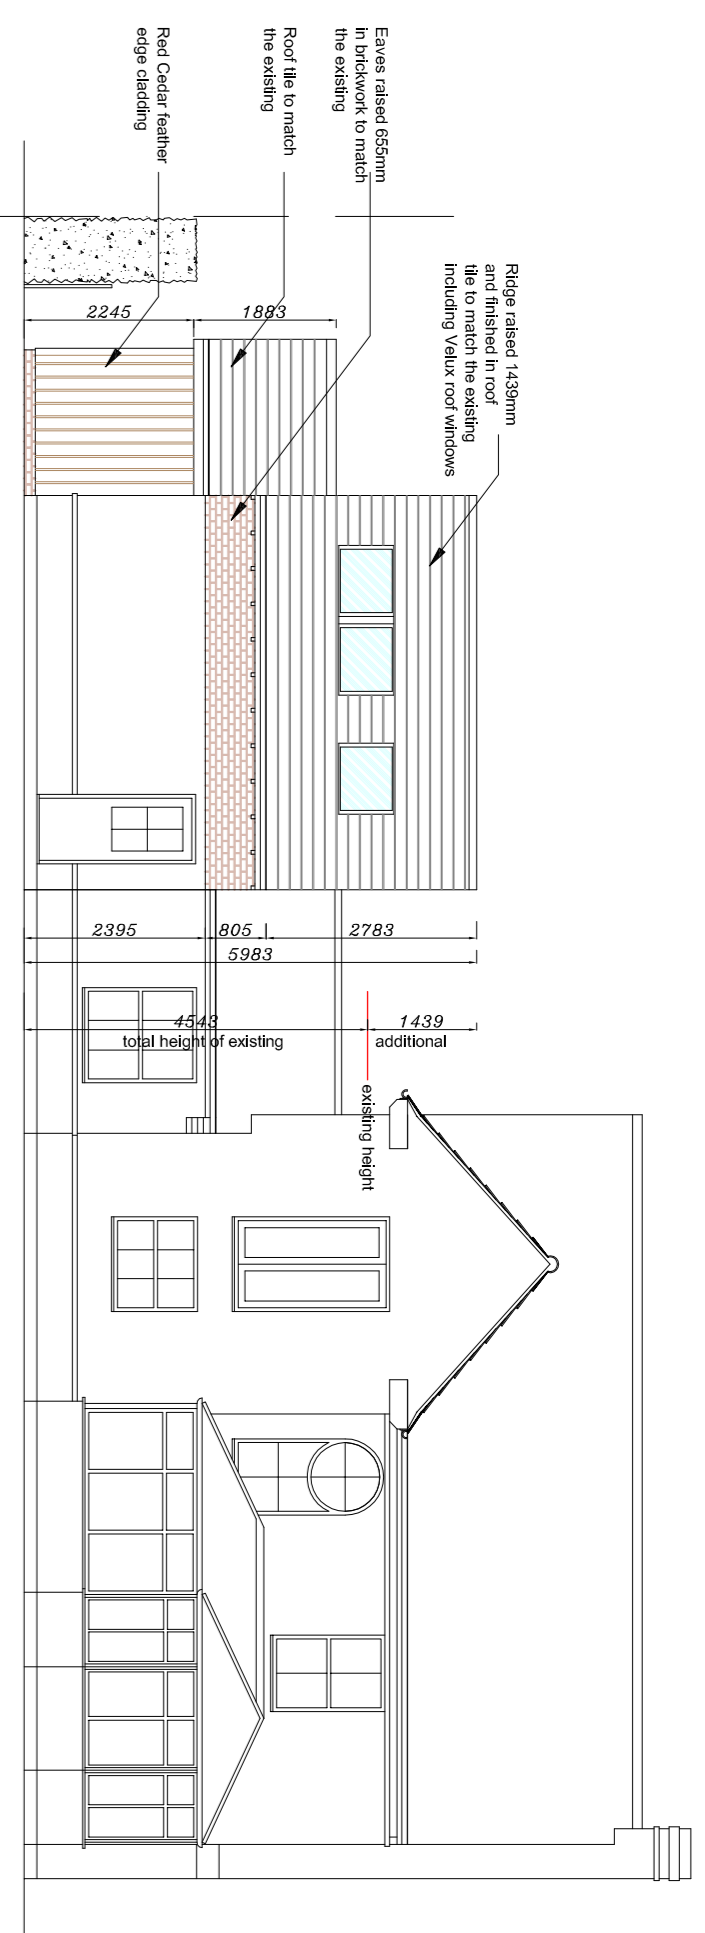 Eaves raised 655mm
in brickwork to match
the existing
Roof tile to match
the existing
Red Cedar feather
edge cladding
Ridge raised 1439mm
and finished in roof
tile to match the existing
including Velux roof windows
2245
1883
2395
805
2783
5983
4543
total height of existing
1439
additional
existing height